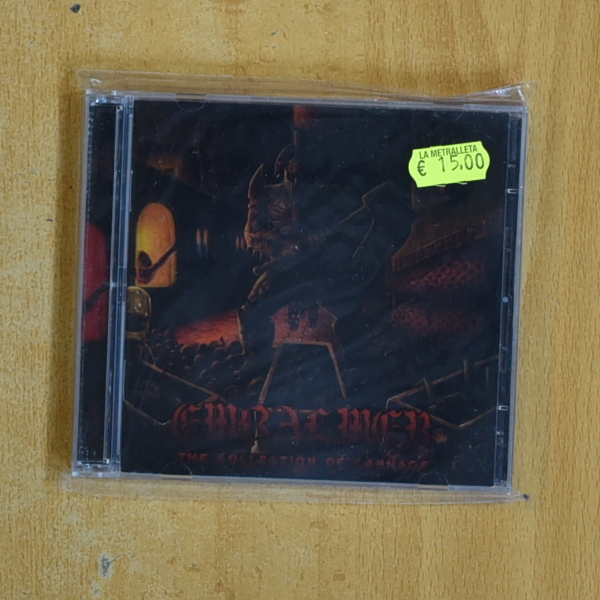 LA METRALLETA
€ 15.00
EMBALMER
THE COLLECTION OF CARNAGE